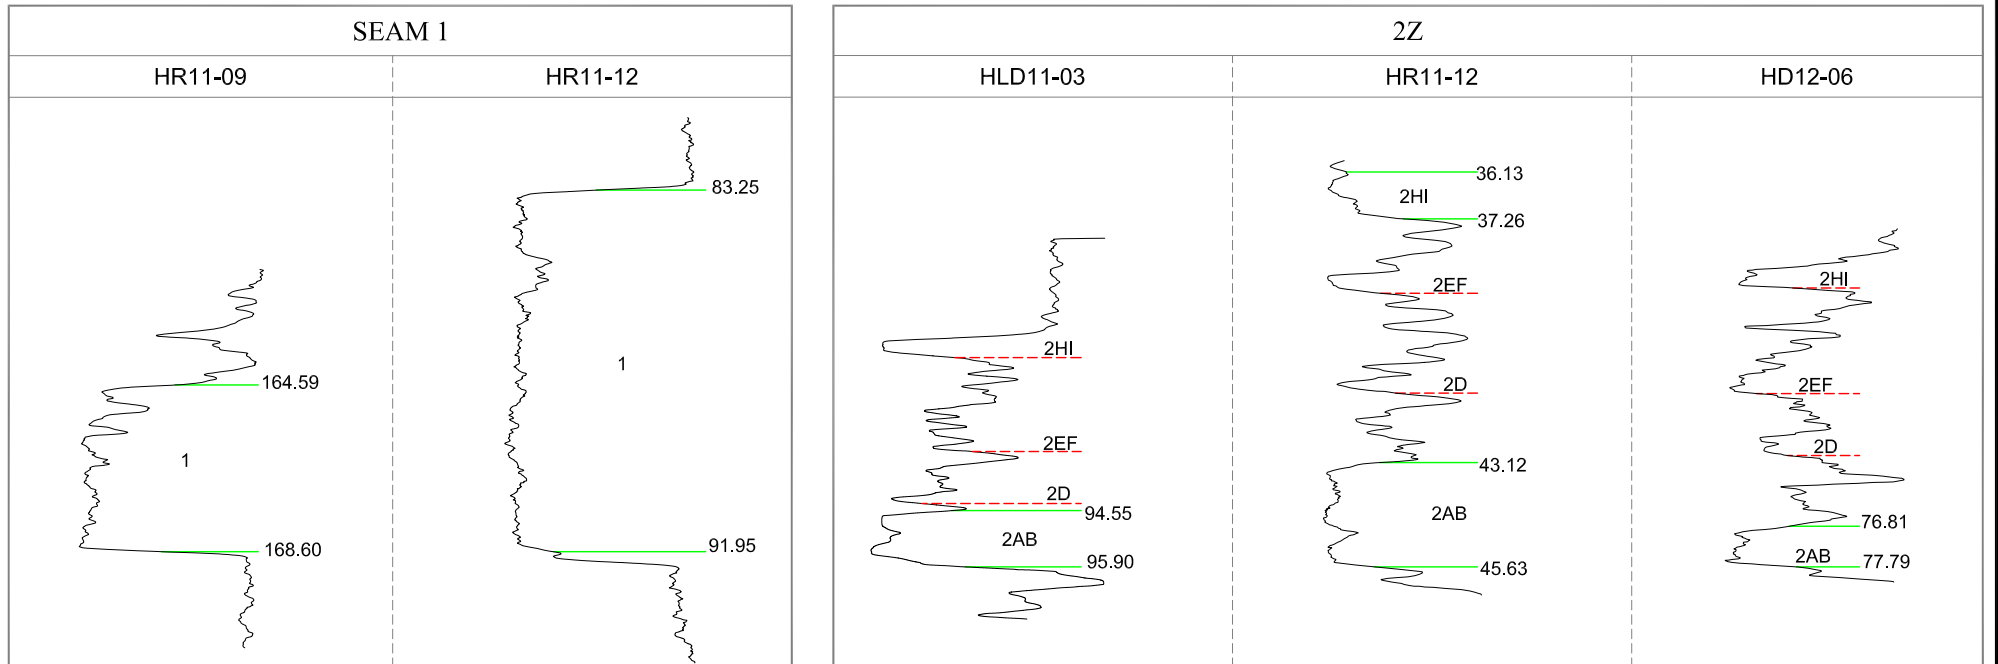 SEAM 1
HR11-09
HR11-12
164.59
1
168.60
83.25
1
91.95
2Z
HLD11-03
HR11-12
HD12-06
2HI
2EF
2D
94.55
2AB
95.90
36.13
2HI
37.26
2EF
2D
43.12
2AB
45.63
2HI
2EF
2D
76.81
2AB
77.79